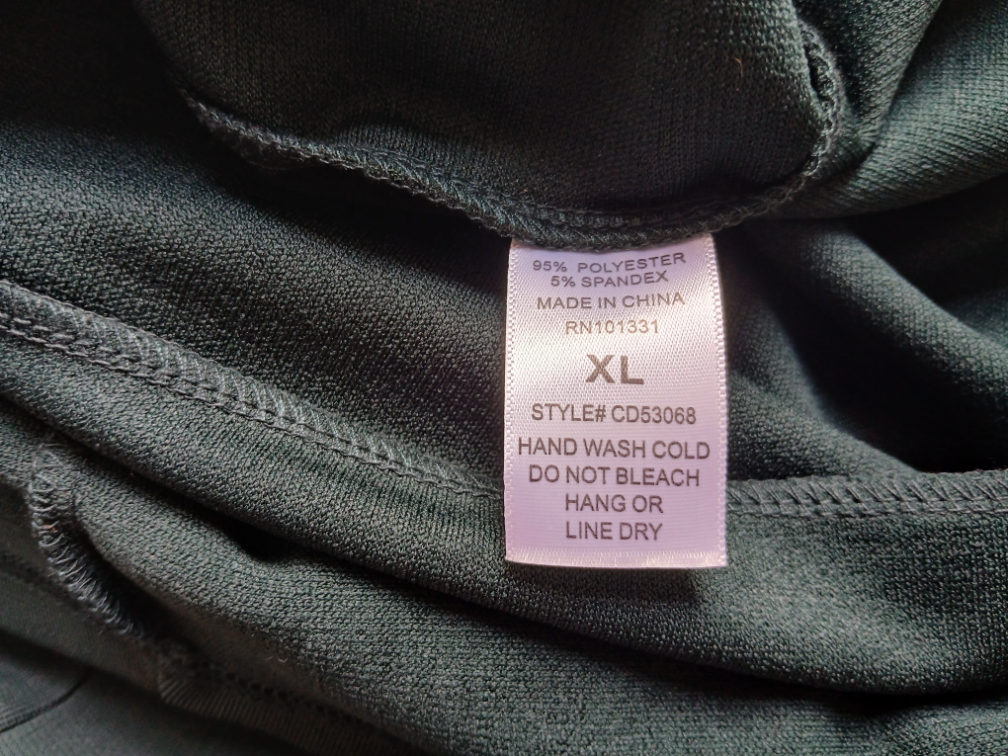 95% POLYESTER
5% SPANDEX
MADE IN CHINA
RN101331
XL
STYLE# CD53068
HAND WASH COLD
DO NOT BLEACH
HANG OR
LINE DRY